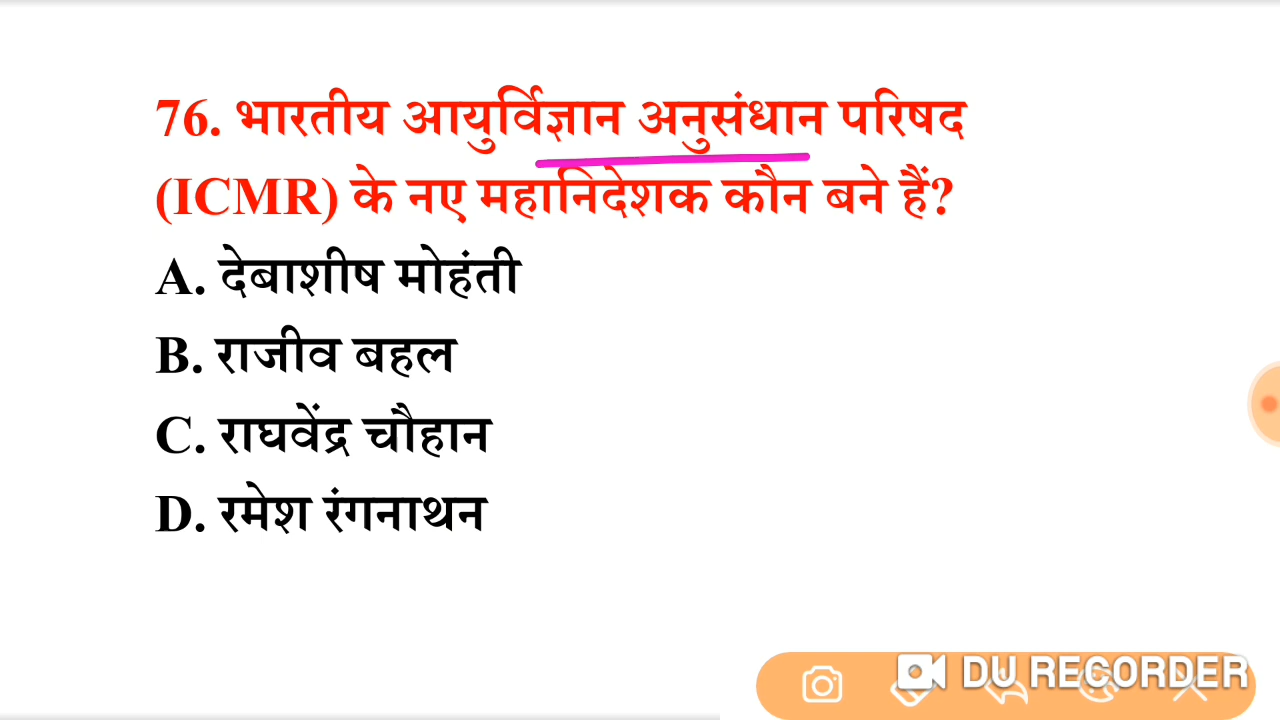 76. भारतीय आयुर्विज्ञान अनुसंधान परिषद
(ICMR) के नए महानिदेशक कौन बने हैं?
A. देबाशीष मोहंती
B. राजीव बहल
C. राघवेंद्र चौहान
D. रमेश रंगनाथन
DU RECORDER